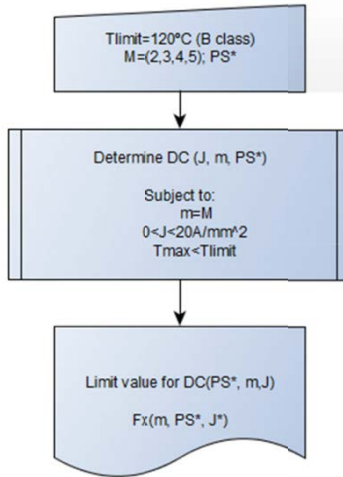 Tlimit=120ºC (B class)
M=(2,3,4,5); PS*
Determine DC (J, m, PS*)
Subject to:
m=M
0<J<20A/mm^2
Tmax<Tlimit
Limit value for DC(PS*, m,J)
Fx(m, PS*, J*)